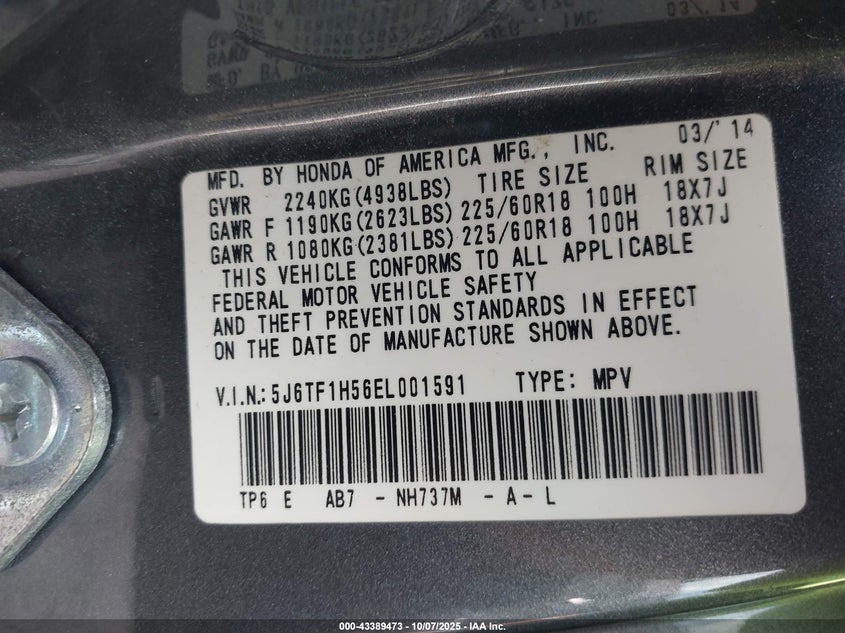 MFD. BY HONDA OF AMERICA MFG., INC. 03/'14
GVWR 2240KG(4938LBS) TIRE SIZE RIM SIZE
GAWR F 1190KG(2623LBS) 225/60R18 100H 18X7J
GAWR R 1080KG(2381LBS) 225/60R18 100H 18X7J
THIS VEHICLE CONFORMS TO ALL APPLICABLE
FEDERAL MOTOR VEHICLE SAFETY
AND THEFT PREVENTION STANDARDS IN EFFECT
ON THE DATE OF MANUFACTURE SHOWN ABOVE.
V.I.N.: 5J6TF1H56EL001591 TYPE: MPV
TP6 E AB7 - NH737M - A - L
000-43389473 - 10/07/2025 - IAA Inc.